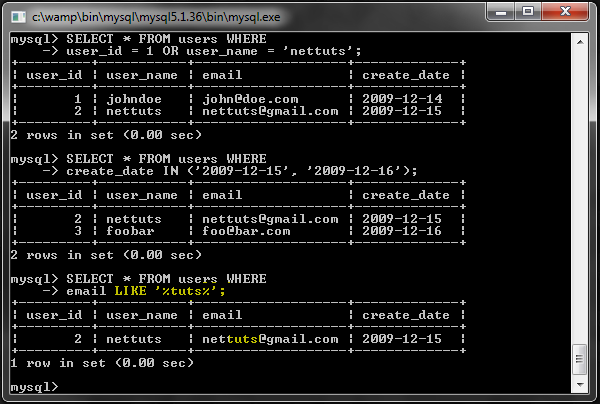 c:\wamp\bin\mysql\mysql5.1.36\bin\mysql.exe
mysql> SELECT * FROM users WHERE
    -> user_id = 1 OR user_name = 'nettuts';
+---------+-----------+-------------------+-------------+
| user_id | user_name | email             | create_date |
+---------+-----------+-------------------+-------------+
|       1 | johndoe   | john@doe.com      | 2009-12-14  |
|       2 | nettuts   | nettuts@gmail.com | 2009-12-15  |
+---------+-----------+-------------------+-------------+
2 rows in set (0.00 sec)
mysql> SELECT * FROM users WHERE
    -> create_date IN ('2009-12-15', '2009-12-16');
+---------+-----------+-------------------+-------------+
| user_id | user_name | email             | create_date |
+---------+-----------+-------------------+-------------+
|       2 | nettuts   | nettuts@gmail.com | 2009-12-15  |
|       3 | foobar    | foo@bar.com       | 2009-12-16  |
+---------+-----------+-------------------+-------------+
2 rows in set (0.00 sec)
mysql> SELECT * FROM users WHERE
    -> email LIKE '%tuts%';
+---------+-----------+-------------------+-------------+
| user_id | user_name | email             | create_date |
+---------+-----------+-------------------+-------------+
|       2 | nettuts   | nettuts@gmail.com | 2009-12-15  |
+---------+-----------+-------------------+-------------+
1 row in set (0.00 sec)
mysql>